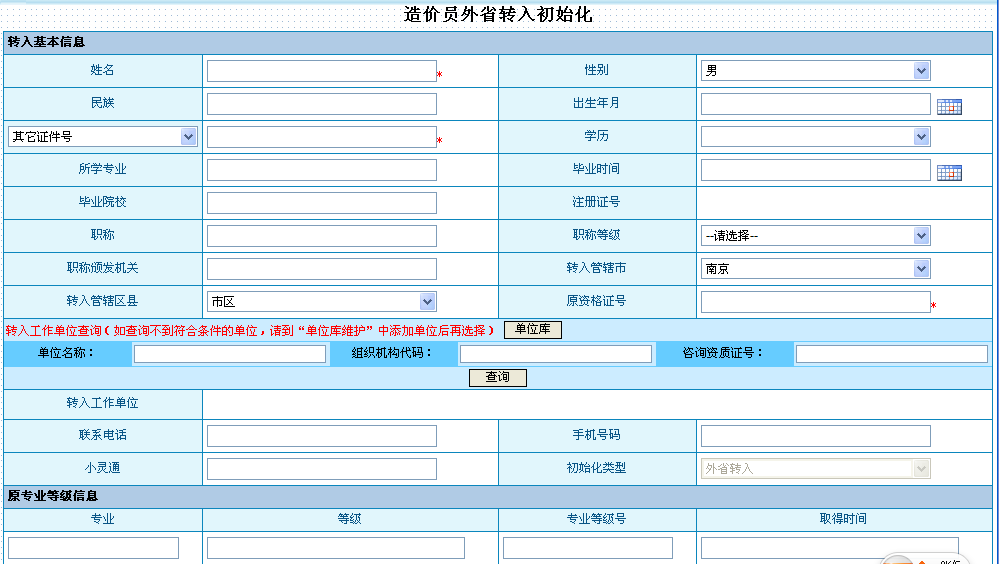 造价员外省转入初始化
转入基本信息
姓名 * 性别 男
民族 出生年月
其它证件号 * 学历
所学专业 毕业时间
毕业院校 注册证号
职称 职称等级 --请选择--
职称颁发机关 转入管辖市 南京
转入管辖区县 市区 原资格证号 *
转入工作单位查询(如查询不到符合条件的单位,请到“单位库维护”中添加单位后再选择) 单位库
单位名称: 组织机构代码: 咨询资质证号:
查询
转入工作单位
联系电话 手机号码
小灵通 初始化类型 外省转入
原专业等级信息
专业 等级 专业等级号 取得时间